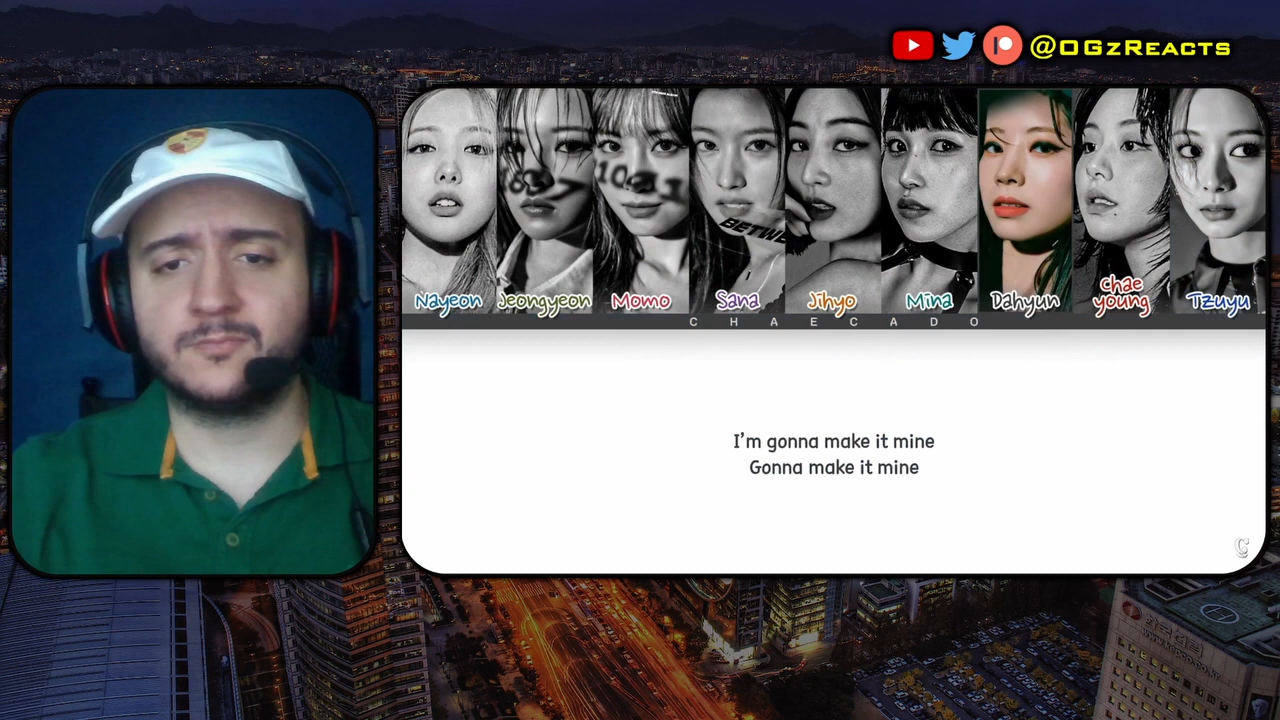 @OGzReacts
BETWE
Nayeon
Jeongyeon
Momo
Sana
Jihyo
Mina
Dahyun
chae
young
Tzuyu
CHAECADO
I'm gonna make it mine
Gonna make it mine